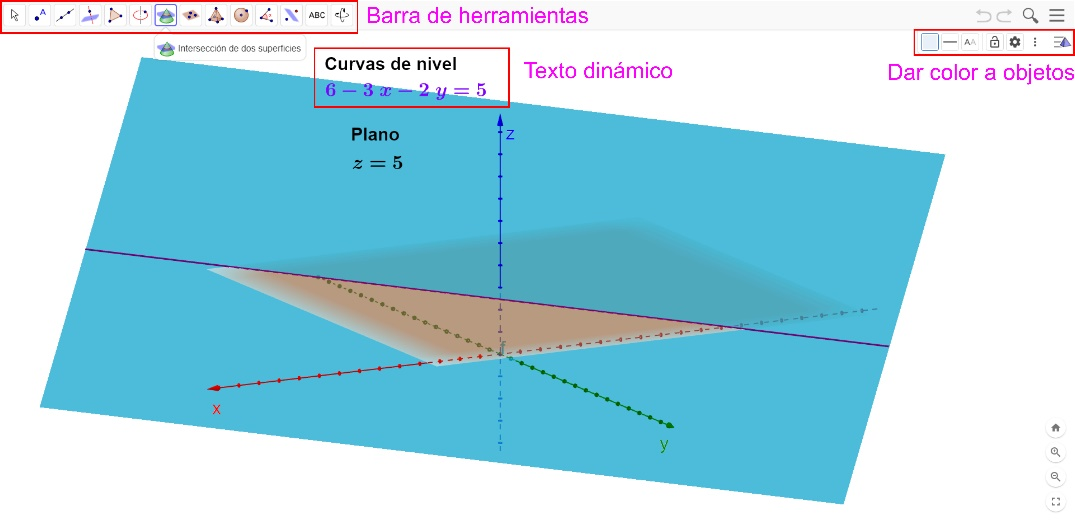 A
ABC
Barra de herramientas
Intersección de dos superficies
AA
Dar color a objetos
Curvas de nivel
6 − 3 x − 2 y = 5
Texto dinámico
Plano
z = 5
z
f
x
y